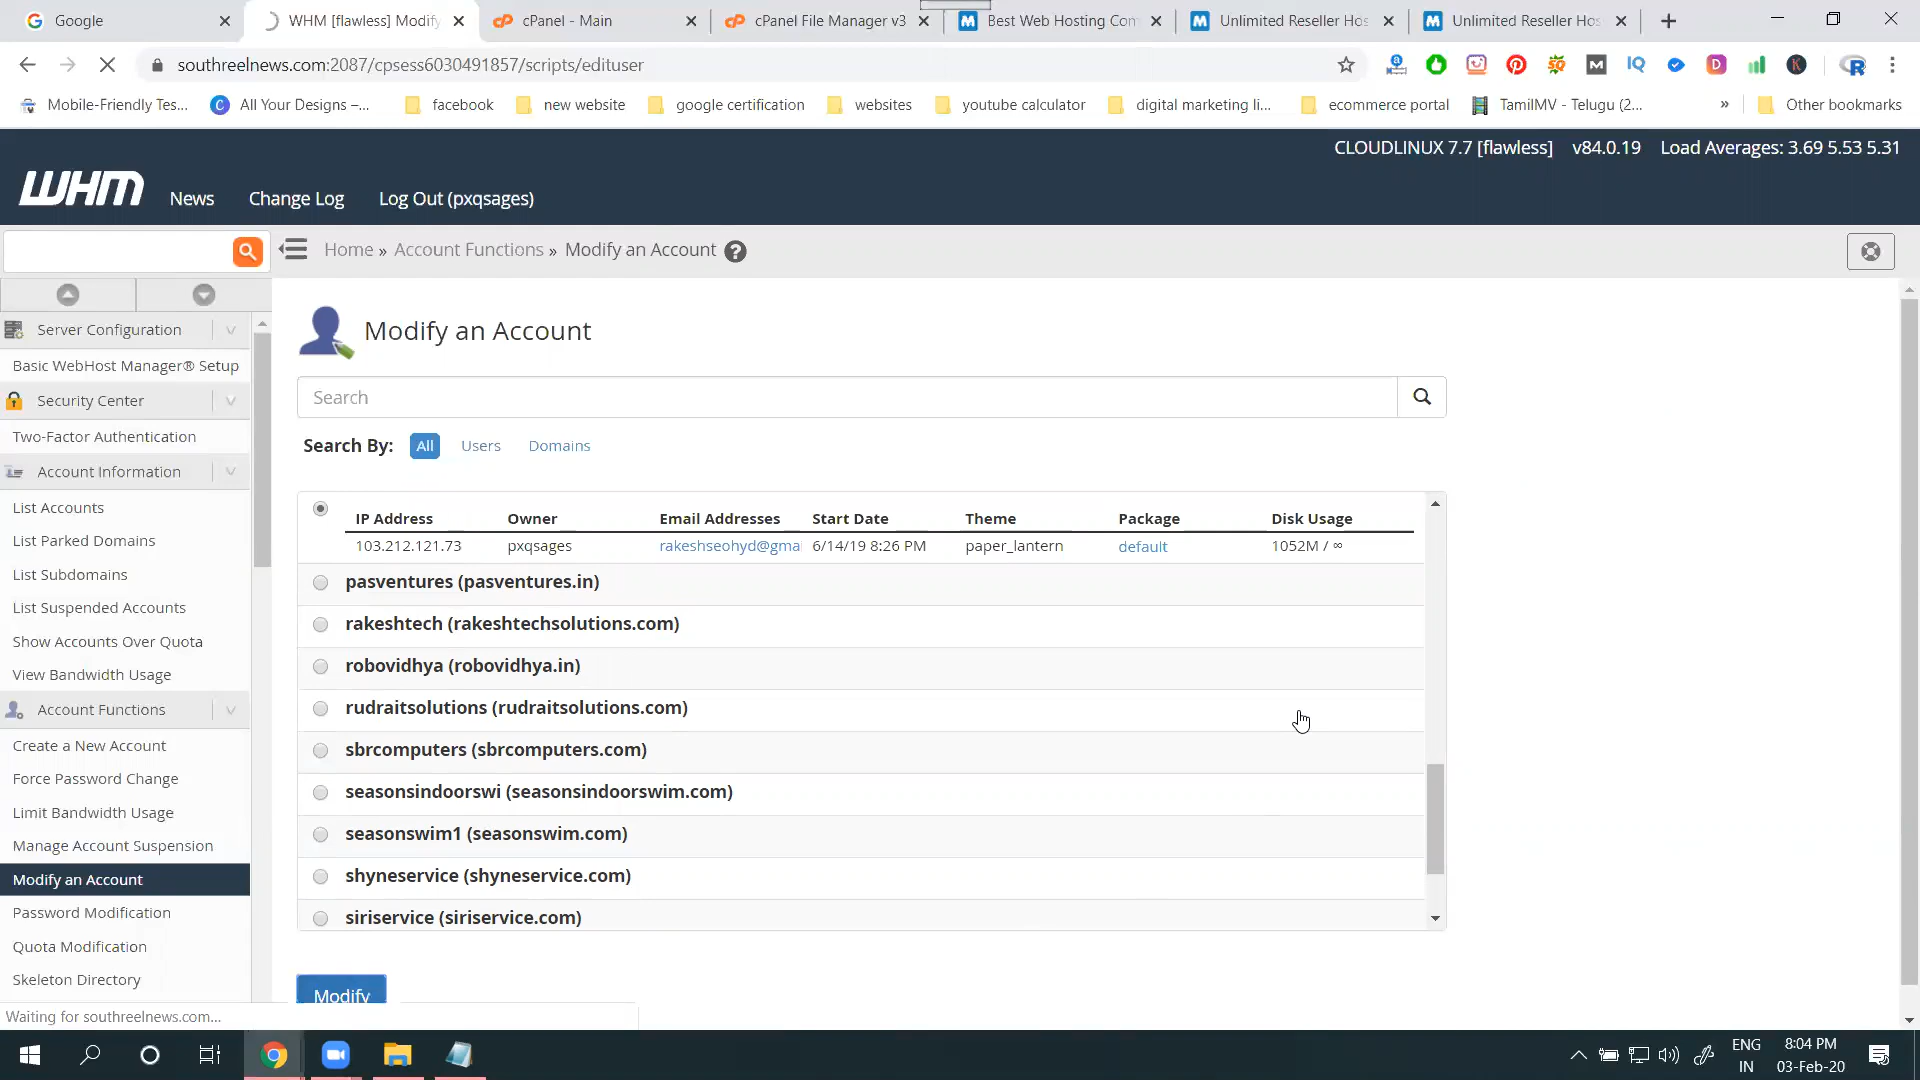 Google
WHM [flawless] Modify
cPanel - Main
cPanel File Manager v3
Best Web Hosting Com
Unlimited Reseller Hos
Unlimited Reseller Hos
southreelnews.com:2087/cpsess6030491857/scripts/edituser
Mobile-Friendly Tes...
All Your Designs –...
facebook
new website
google certification
websites
youtube calculator
digital marketing li...
ecommerce portal
TamilMV - Telugu (2...
»
Other bookmarks
CLOUDLINUX 7.7 [flawless] v84.0.19 Load Averages: 3.69 5.53 5.31
WHM
News
Change Log
Log Out (pxqsages)
Home » Account Functions » Modify an Account
Server Configuration
Basic WebHost Manager® Setup
Security Center
Two-Factor Authentication
Account Information
List Accounts
List Parked Domains
List Subdomains
List Suspended Accounts
Show Accounts Over Quota
View Bandwidth Usage
Account Functions
Create a New Account
Force Password Change
Limit Bandwidth Usage
Manage Account Suspension
Modify an Account
Password Modification
Quota Modification
Skeleton Directory
Modify an Account
Search
Search By: All Users Domains
IP Address Owner Email Addresses Start Date Theme Package Disk Usage
103.212.121.73 pxqsages rakeshseohyd@gmai 6/14/19 8:26 PM paper_lantern default 1052M / ∞
pasventures (pasventures.in)
rakeshtech (rakeshtechsolutions.com)
robovidhya (robovidhya.in)
rudraitsolutions (rudraitsolutions.com)
sbrcomputers (sbrcomputers.com)
seasonsindoorswi (seasonsindoorswim.com)
seasonswim1 (seasonswim.com)
shyneservice (shyneservice.com)
siriservice (siriservice.com)
Modify
Waiting for southreelnews.com...
ENG
IN
8:04 PM
03-Feb-20